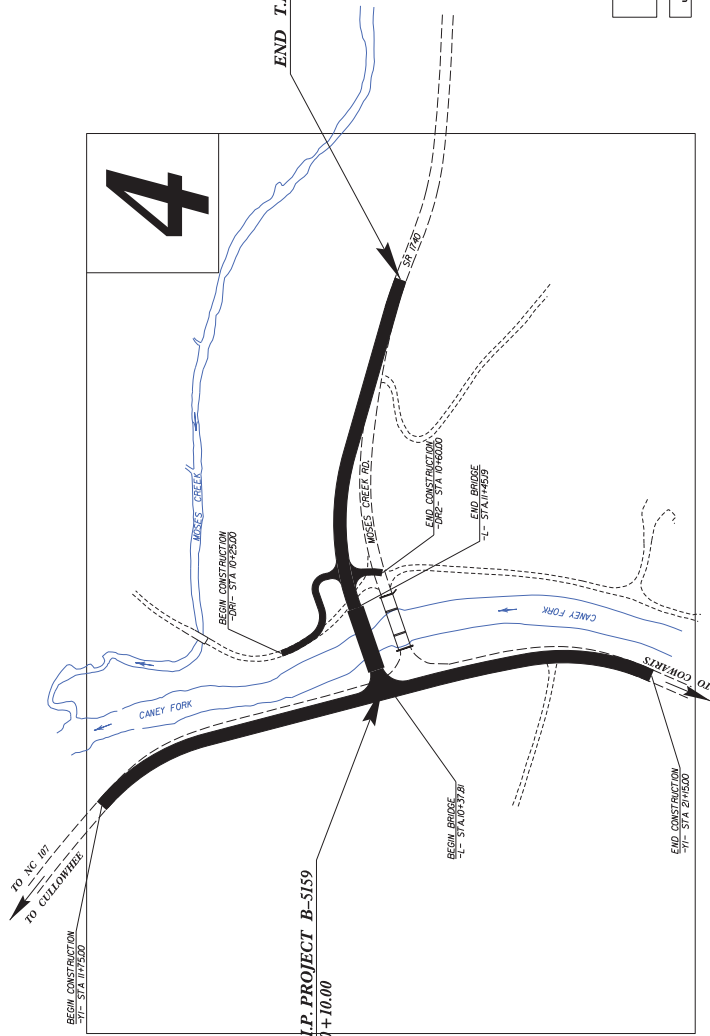 END T.
4
SR 1740
MOSES CREEK
BEGIN CONSTRUCTION
-DR1- STA 10+25.00
MOSES CREEK RD.
END CONSTRUCTION
-DR2- STA 10+60.00
END BRIDGE
-L- STA.11+45.19
CANEY FORK
CANEY FORK
TO COWARTS
TO NC 107
TO CULLOWHEE
BEGIN BRIDGE
-L- STA.10+37.81
END CONSTRUCTION
-Y1- STA 21+15.00
BEGIN CONSTRUCTION
-Y1- STA 11+75.00
I.P. PROJECT B-5159
+10.00